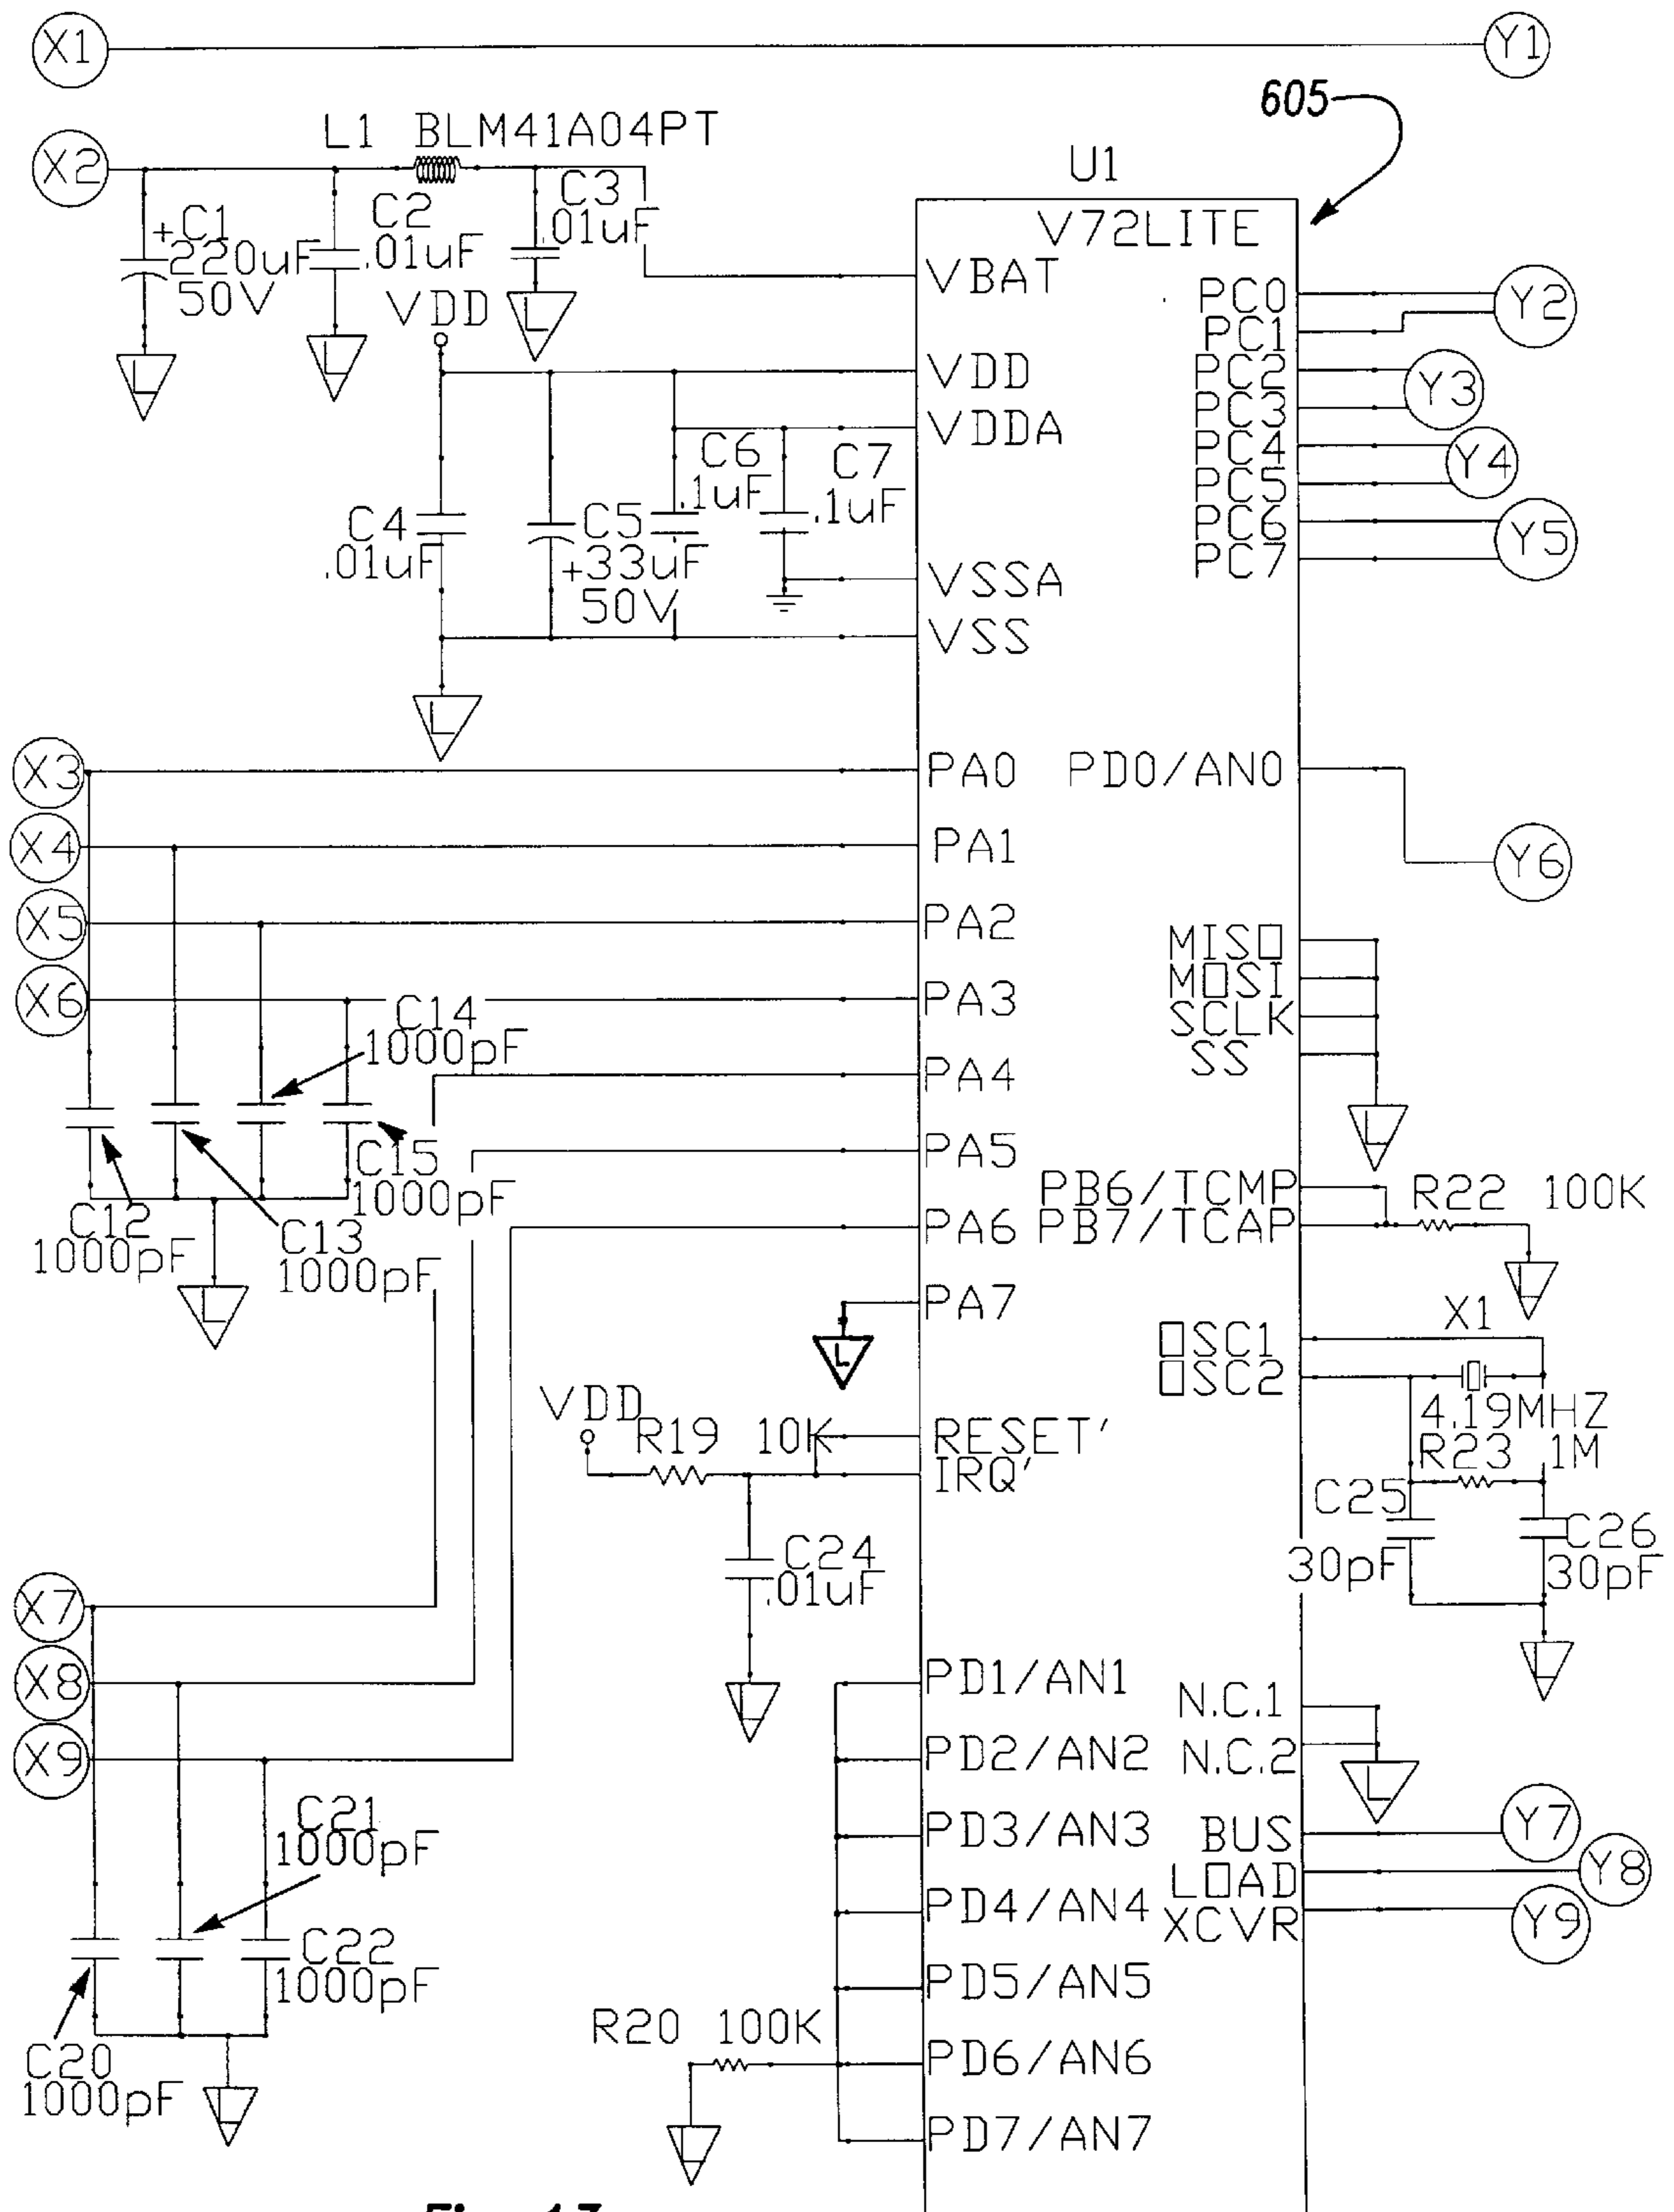 X1 Y1
605
L1 BLM41A04PT
X2
U1
+C1
220uF
50V
C2
.01uF
C3
.01uF
V72LITE
VBAT
PC0
Y2
PC1
VDD
VDD
PC2
Y3
PC3
VDDA
PC4
Y4
PC5
C6
.1uF
C7
.1uF
C4
.01uF
C5
+33uF
50V
PC6
Y5
PC7
VSSA
VSS
L
L
L
L
X3
PA0
PD0/AN0
X4
PA1
Y6
X5
PA2
MISO
MOSI
X6
PA3
SCLK
SS
C14
1000pF
PA4
L
C15
1000pF
PA5
PB6/TCMP
R22 100K
C12
1000pF
C13
1000pF
PA6
PB7/TCAP
L
L
PA7
L
X1
OSC1
OSC2
4.19MHZ
VDD
R19 10K
RESET'
IRQ'
R23 1M
C25
30pF
C26
30pF
C24
.01uF
L
L
X7
X8
PD1/AN1
N.C.1
X9
PD2/AN2
N.C.2
L
C21
1000pF
PD3/AN3
BUS
Y7
LOAD
Y8
PD4/AN4
XCVR
Y9
C22
1000pF
PD5/AN5
R20 100K
PD6/AN6
C20
1000pF
L
L
PD7/AN7
Fig. 13